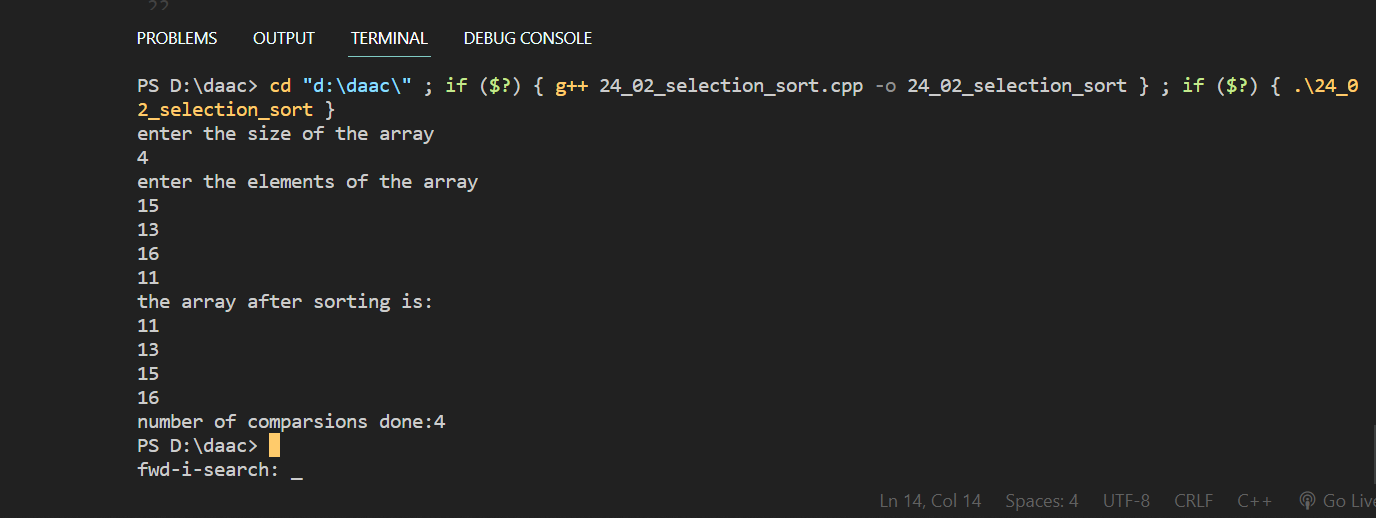 22
PROBLEMS OUTPUT TERMINAL DEBUG CONSOLE
PS D:\daac> cd "d:\daac\" ; if ($?) { g++ 24_02_selection_sort.cpp -o 24_02_selection_sort } ; if ($?) { .\24_0
2_selection_sort }
enter the size of the array
4
enter the elements of the array
15
13
16
11
the array after sorting is:
11
13
15
16
number of comparsions done:4
PS D:\daac>
fwd-i-search: _
Ln 14, Col 14 Spaces: 4 UTF-8 CRLF C++ Go Live